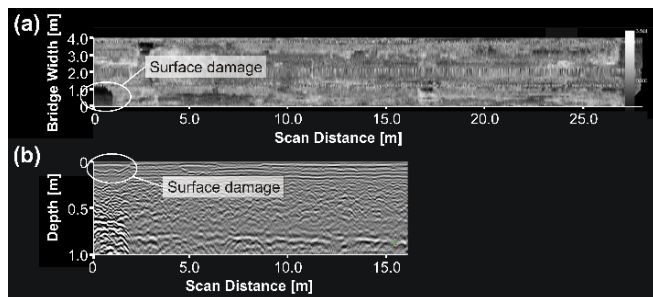 (a)
Bridge Width [m]
4.0
3.0
2.0
1.0
0
Surface damage
0 5.0 10.0 15.0 20.0 25.0
Scan Distance [m]
(b)
Depth [m]
0
0.5
1.0
Surface damage
0 5.0 10.0 15.0
Scan Distance [m]